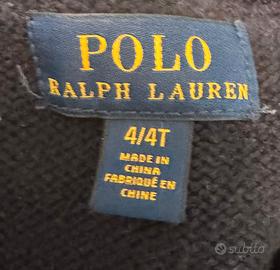 POLO
RALPH LAUREN
4/4T
MADE IN
CHINA
FABRIQUÉ EN
CHINE
subito